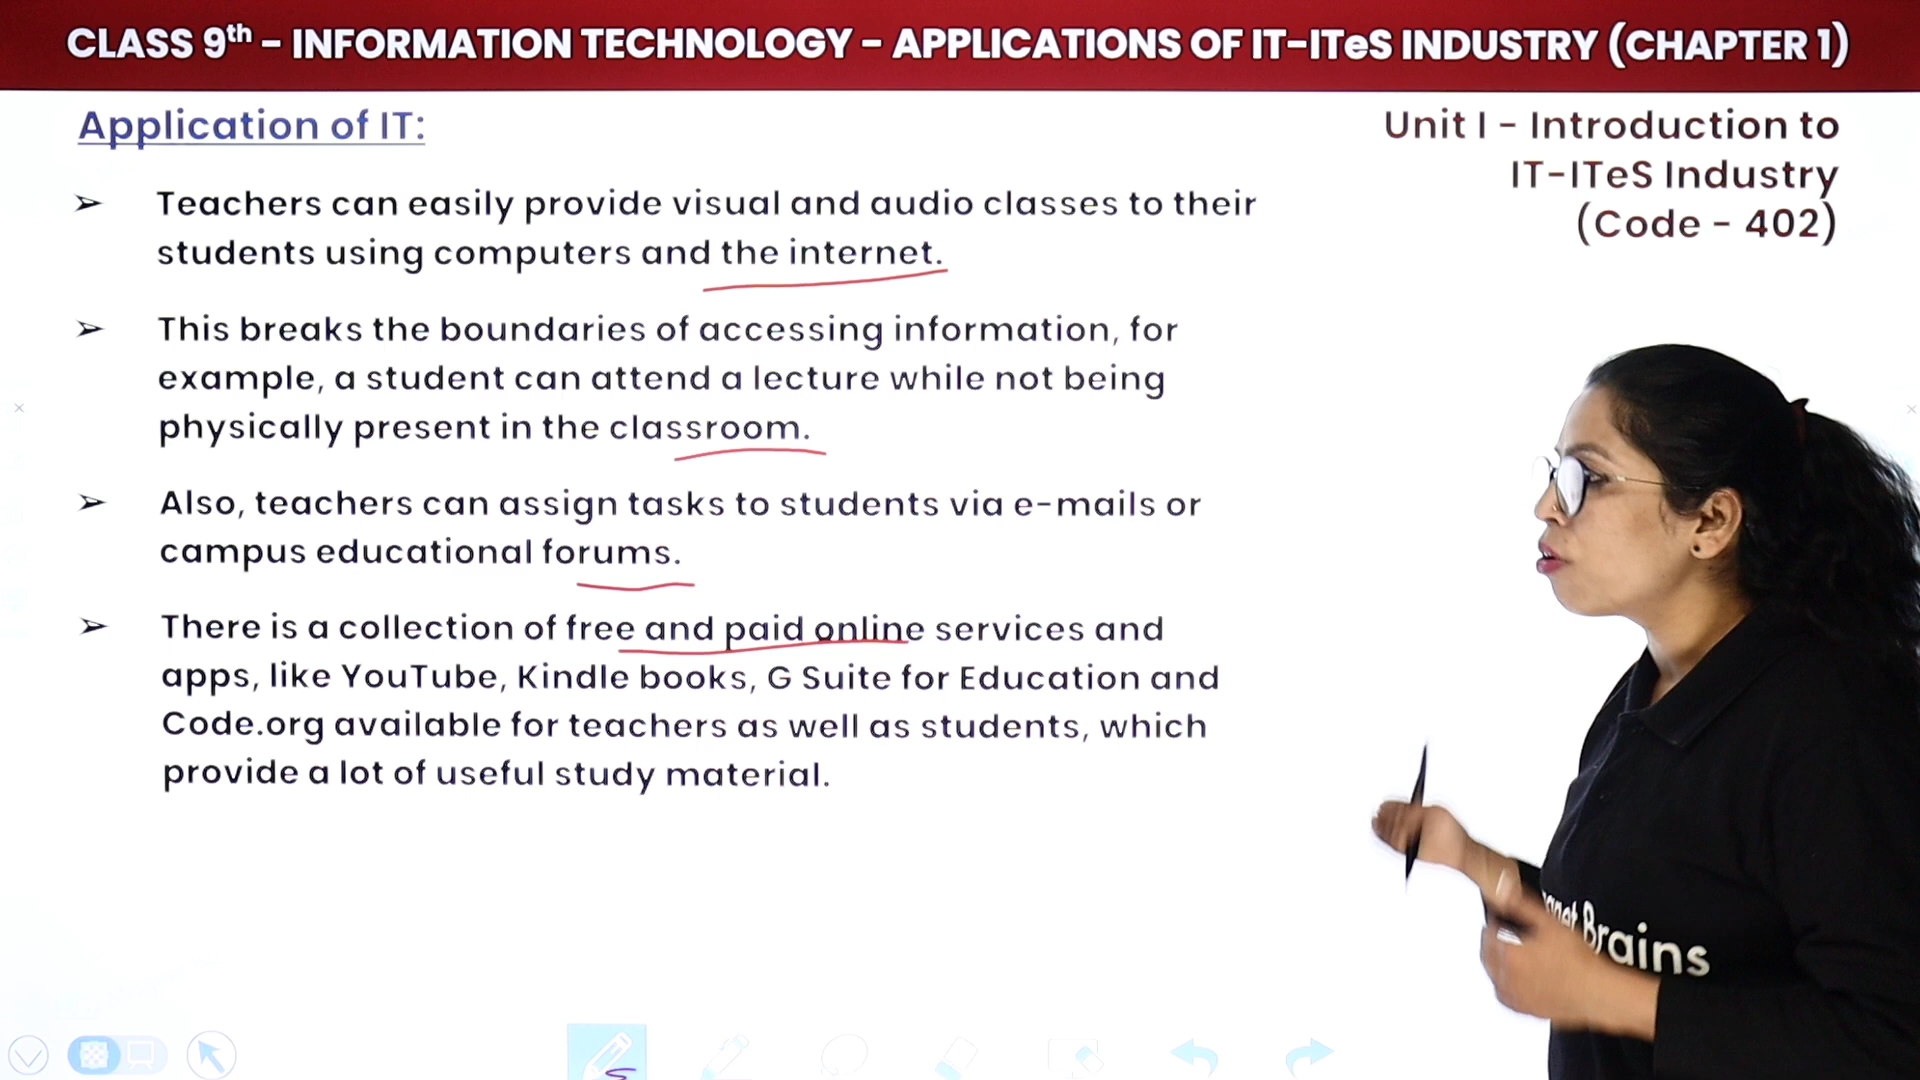 CLASS 9th - INFORMATION TECHNOLOGY - APPLICATIONS OF IT-ITeS INDUSTRY (CHAPTER 1)
Application of IT:
Unit I - Introduction to
IT-ITeS Industry
(Code - 402)
➢ Teachers can easily provide visual and audio classes to their
students using computers and the internet.
➢ This breaks the boundaries of accessing information, for
example, a student can attend a lecture while not being
physically present in the classroom.
➢ Also, teachers can assign tasks to students via e-mails or
campus educational forums.
➢ There is a collection of free and paid online services and
apps, like YouTube, Kindle books, G Suite for Education and
Code.org available for teachers as well as students, which
provide a lot of useful study material.
Brains